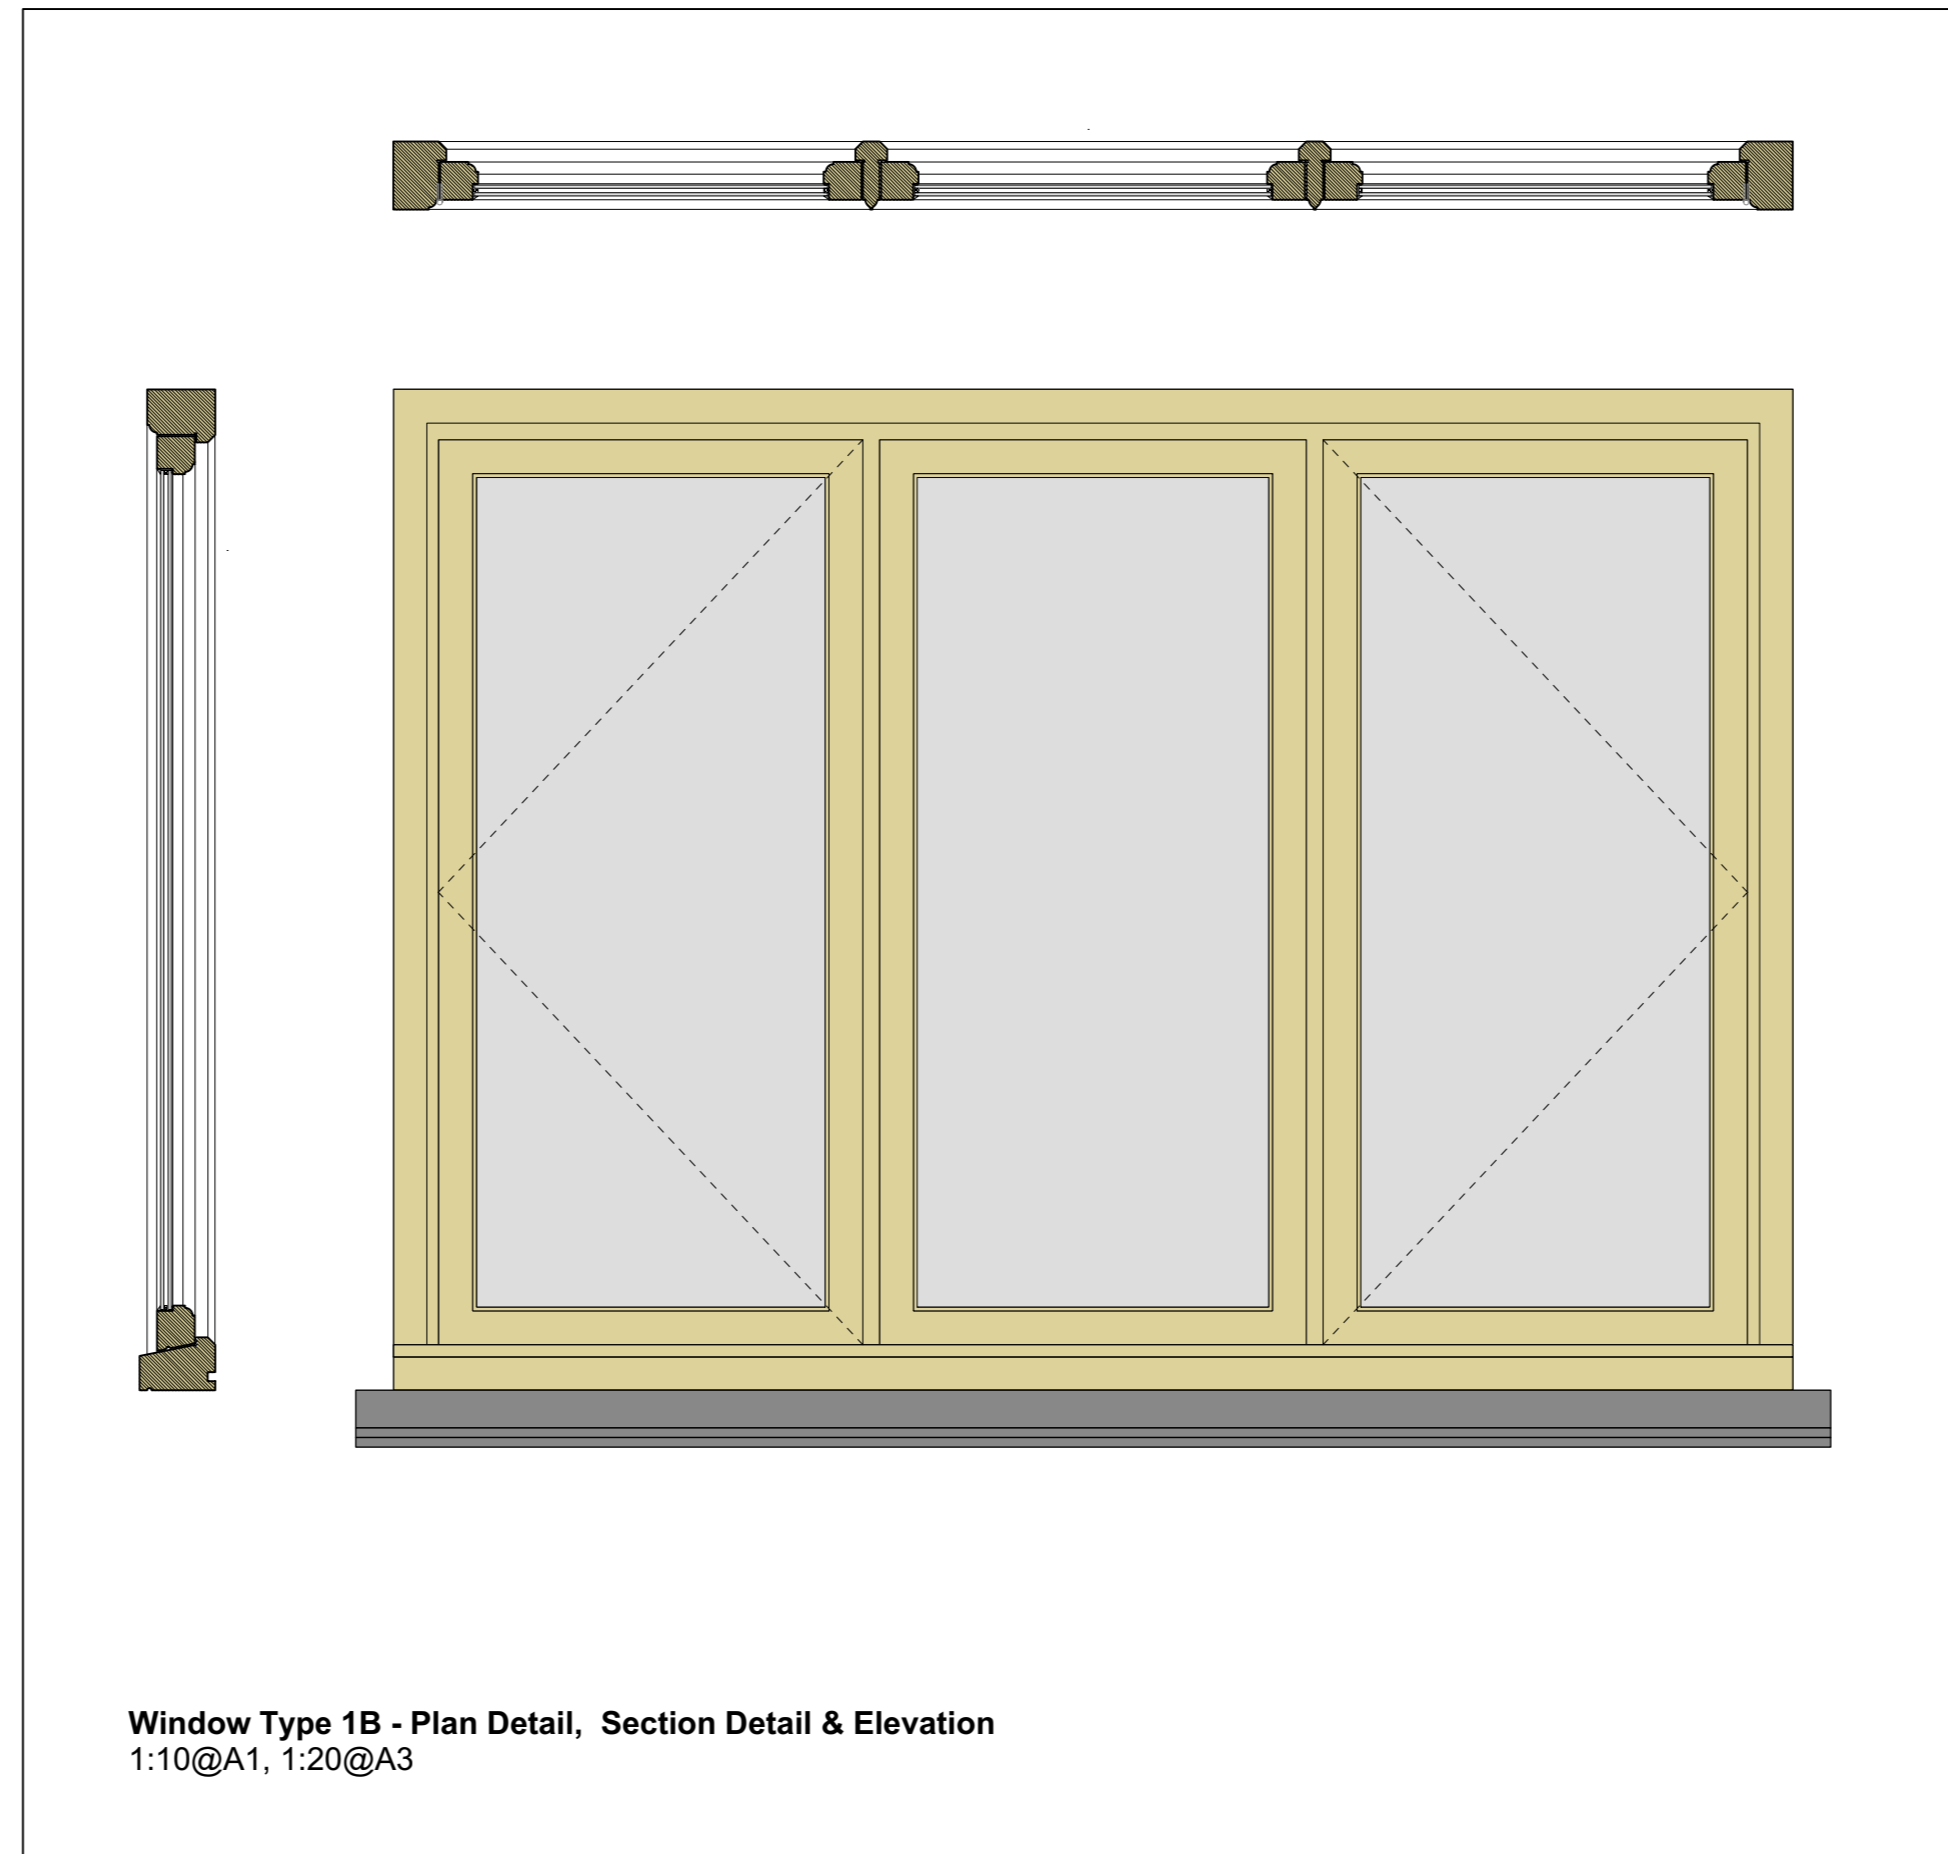 Window Type 1B - Plan Detail,  Section Detail & Elevation
1:10@A1, 1:20@A3